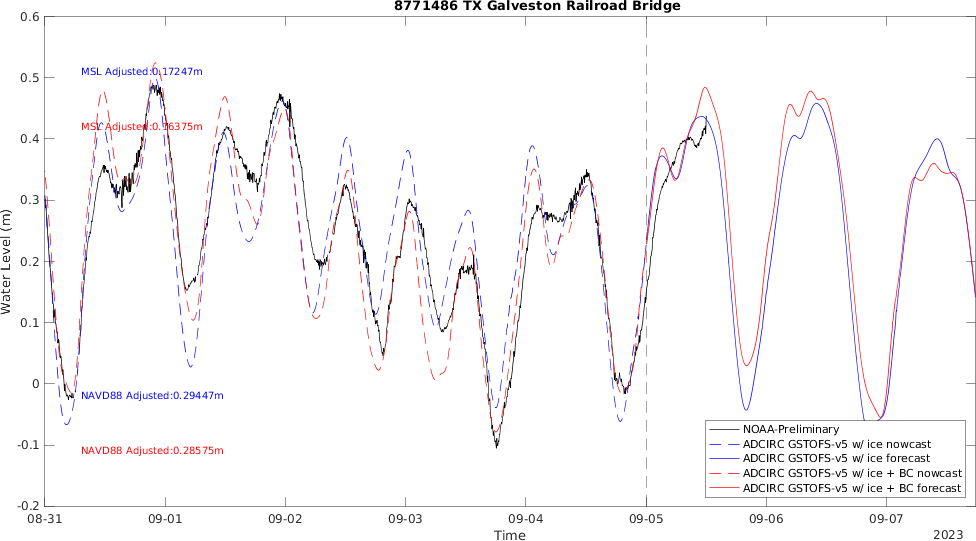 8771486 TX Galveston Railroad Bridge
0.6
0.5
0.4
0.3
0.2
0.1
0
-0.1
-0.2
Water Level (m)
MSL Adjusted:0.17247m
MSL Adjusted:0.16375m
NAVD88 Adjusted:0.29447m
NAVD88 Adjusted:0.28575m
NOAA-Preliminary
ADCIRC GSTOFS-v5 w/ ice nowcast
ADCIRC GSTOFS-v5 w/ ice forecast
ADCIRC GSTOFS-v5 w/ ice + BC nowcast
ADCIRC GSTOFS-v5 w/ ice + BC forecast
08-31 09-01 09-02 09-03 09-04 09-05 09-06 09-07
Time
2023